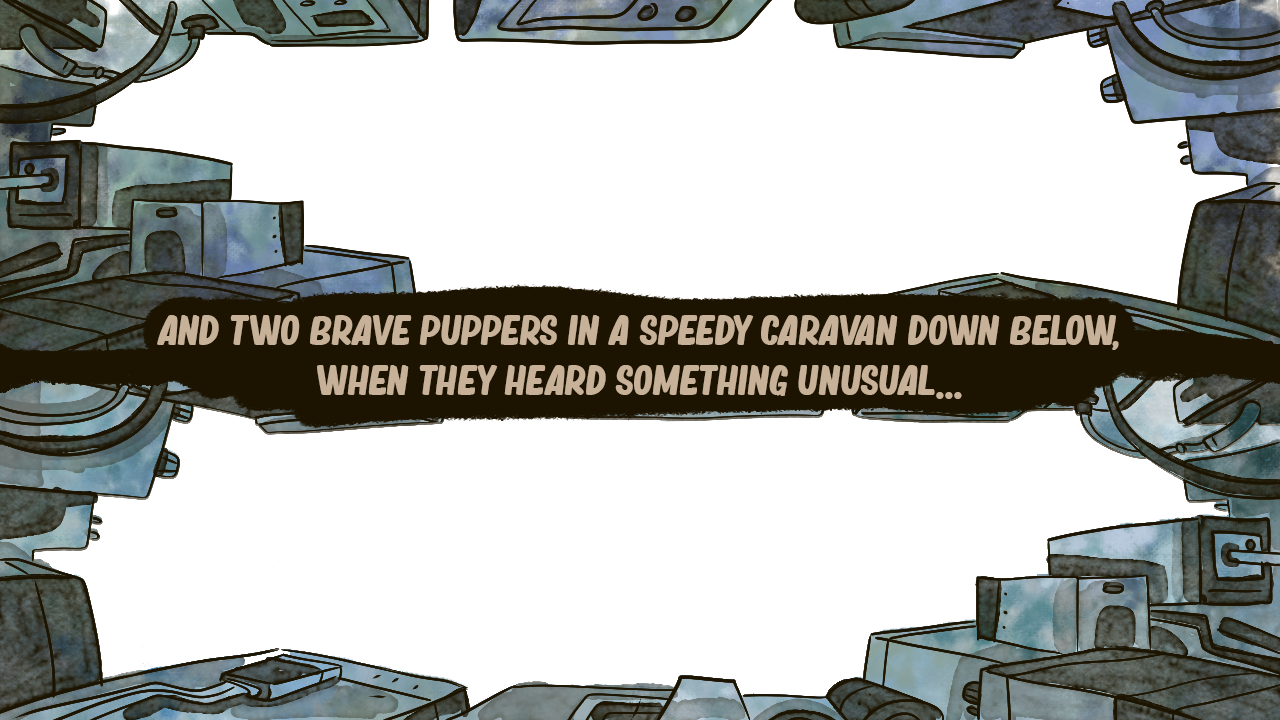 AND TWO BRAVE PUPPERS IN A SPEEDY CARAVAN DOWN BELOW,
WHEN THEY HEARD SOMETHING UNUSUAL...